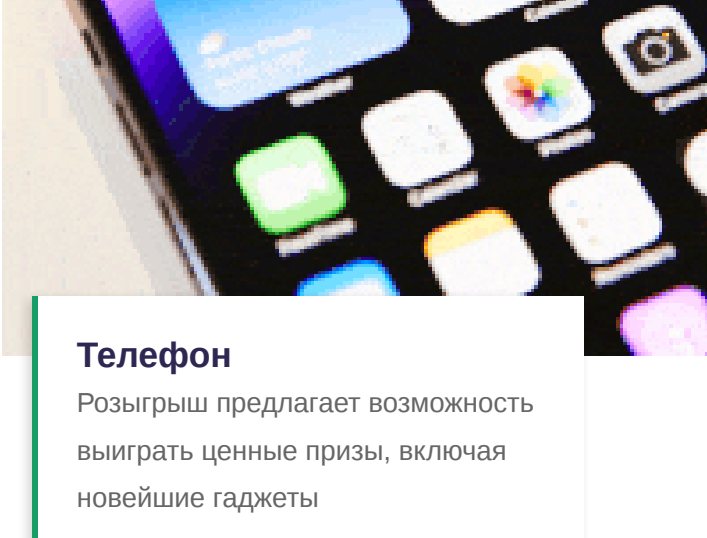 Телефон
Розыгрыш предлагает возможность
выиграть ценные призы, включая
новейшие гаджеты